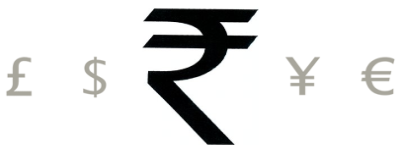 £ $ ₹ ¥ €